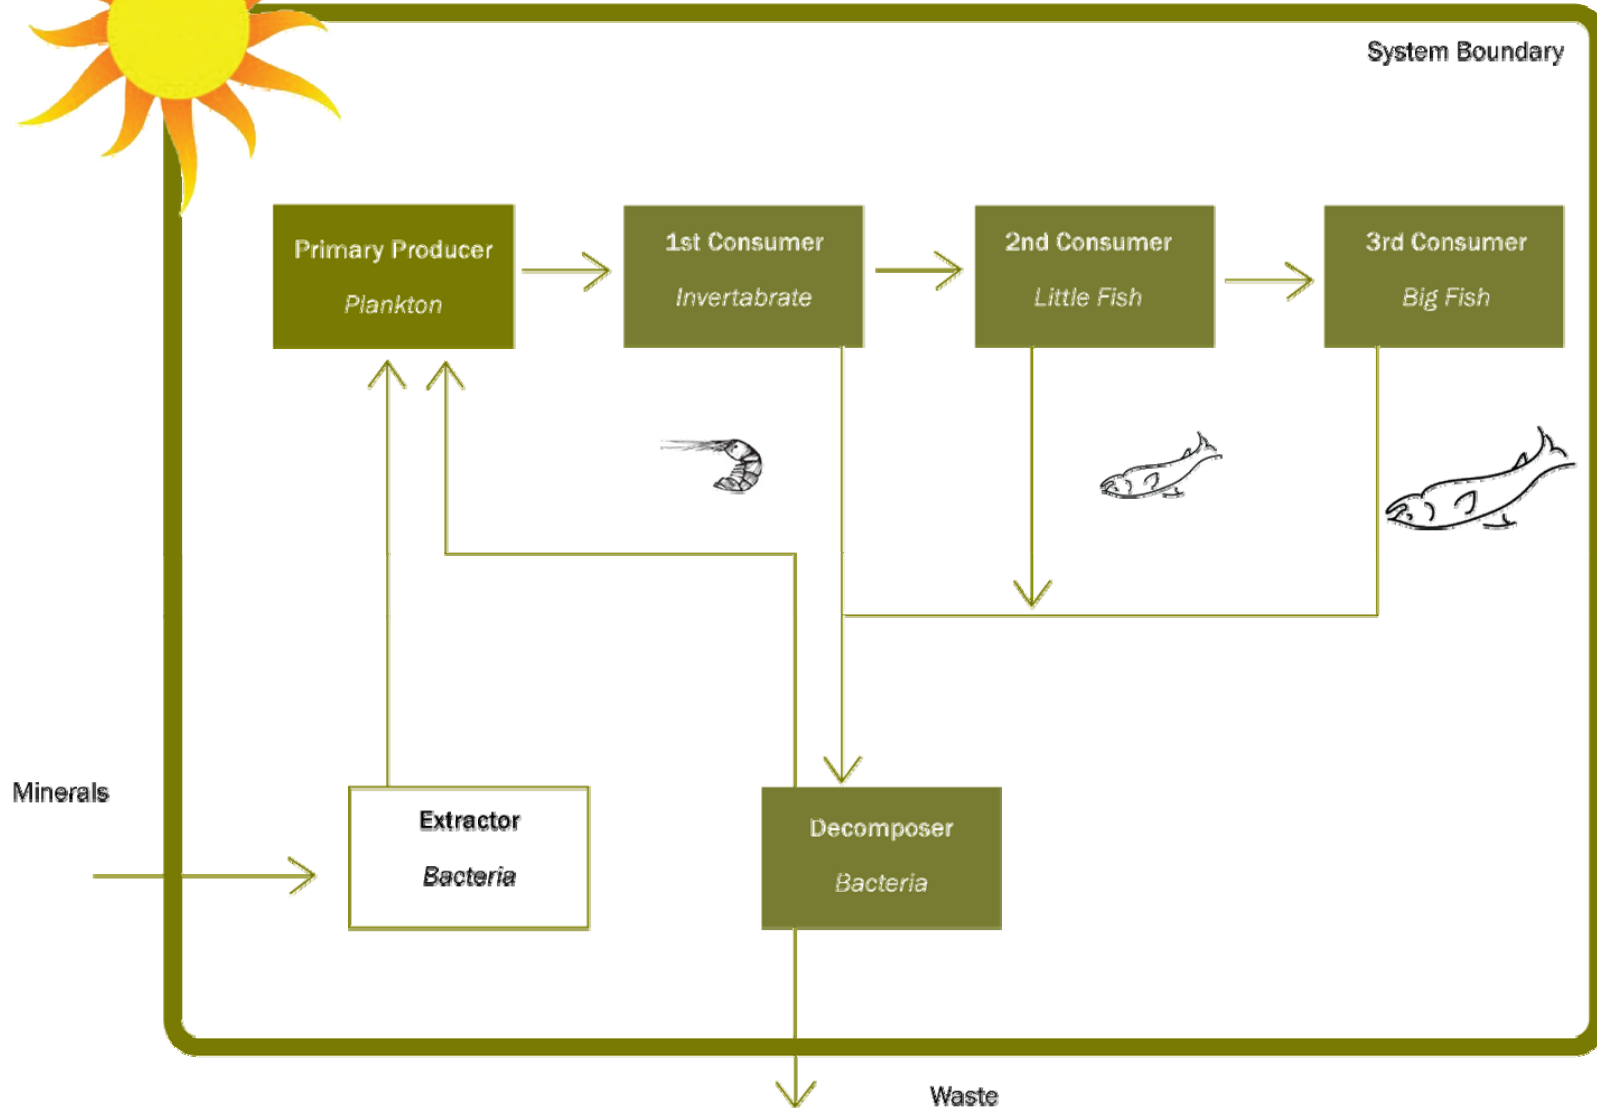 System Boundary
Primary Producer
Plankton
1st Consumer
Invertabrate
2nd Consumer
Little Fish
3rd Consumer
Big Fish
Minerals
Extractor
Bacteria
Decomposer
Bacteria
Waste